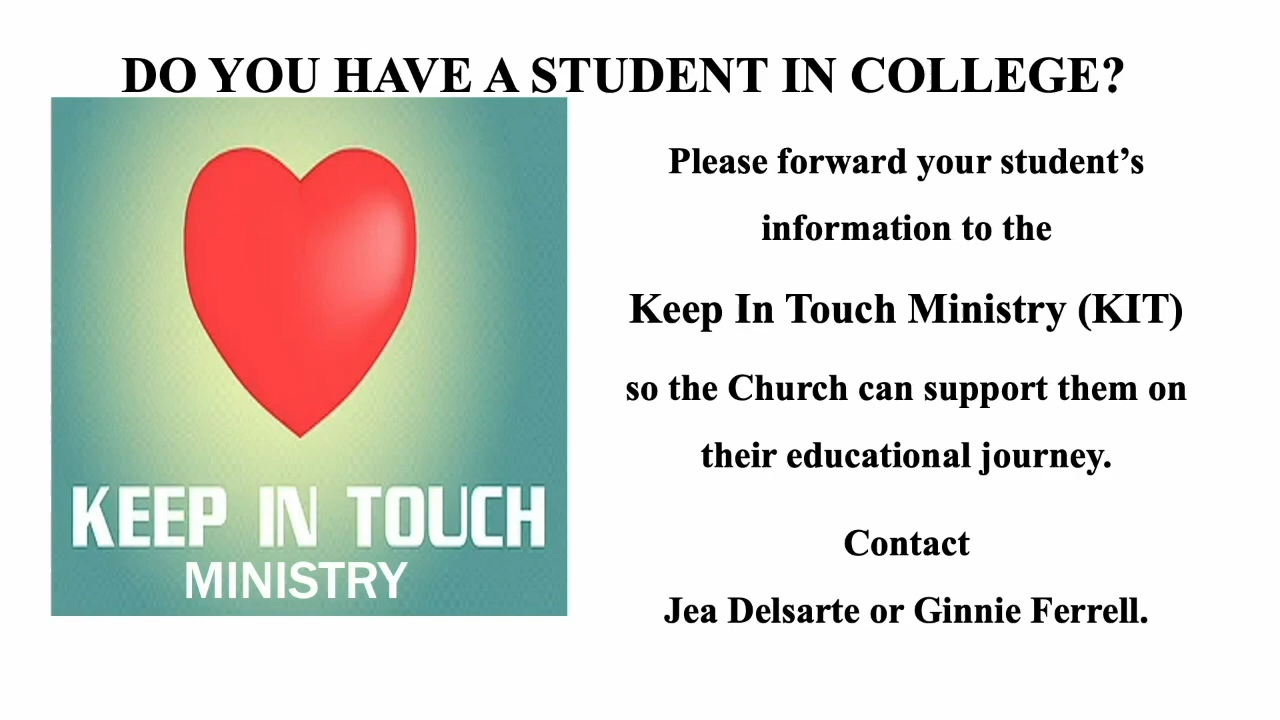 DO YOU HAVE A STUDENT IN COLLEGE?
KEEP IN TOUCH
MINISTRY
Please forward your student’s
information to the
Keep In Touch Ministry (KIT)
so the Church can support them on
their educational journey.
Contact
Jea Delsarte or Ginnie Ferrell.